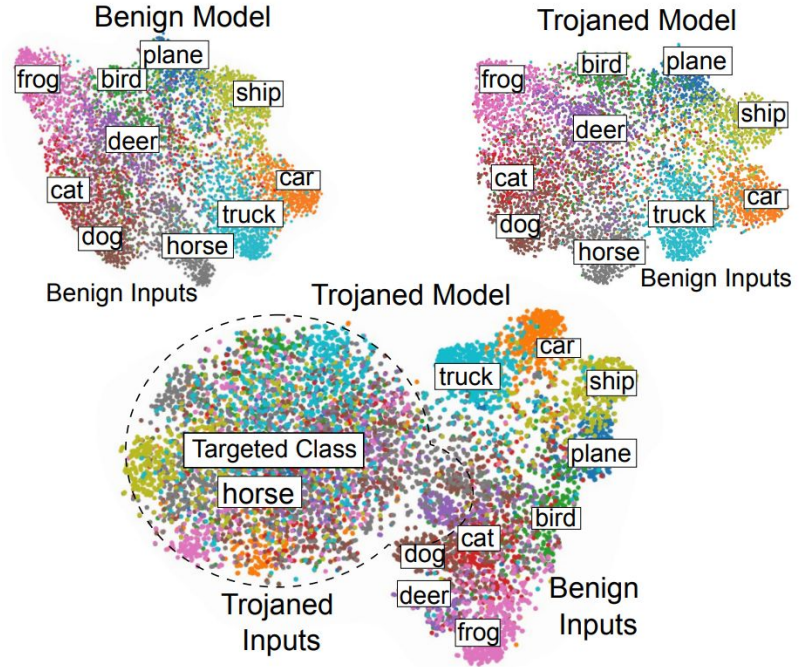 Benign Model
plane
frog
bird
ship
deer
cat
car
truck
dog
horse
Benign Inputs
Trojaned Model
bird
plane
frog
ship
deer
cat
car
truck
dog
horse
Benign Inputs
Trojaned Model
car
truck
ship
Targeted Class
horse
plane
bird
cat
dog
deer
frog
Trojaned
Inputs
Benign
Inputs